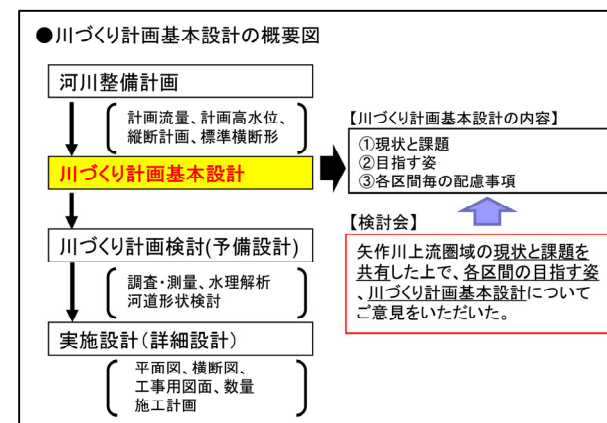 ●川づくり計画基本設計の概要図
河川整備計画
計画流量、計画高水位、
縦断計画、標準横断形
川づくり計画基本設計
川づくり計画検討(予備設計)
調査・測量、水理解析
河道形状検討
実施設計(詳細設計)
平面図、横断図、
工事用図面、数量
施工計画
【川づくり計画基本設計の内容】
①現状と課題
②目指す姿
③各区間毎の配慮事項
【検討会】
矢作川上流圏域の現状と課題を
共有した上で、各区間の目指す姿
、川づくり計画基本設計について
ご意見をいただいた。